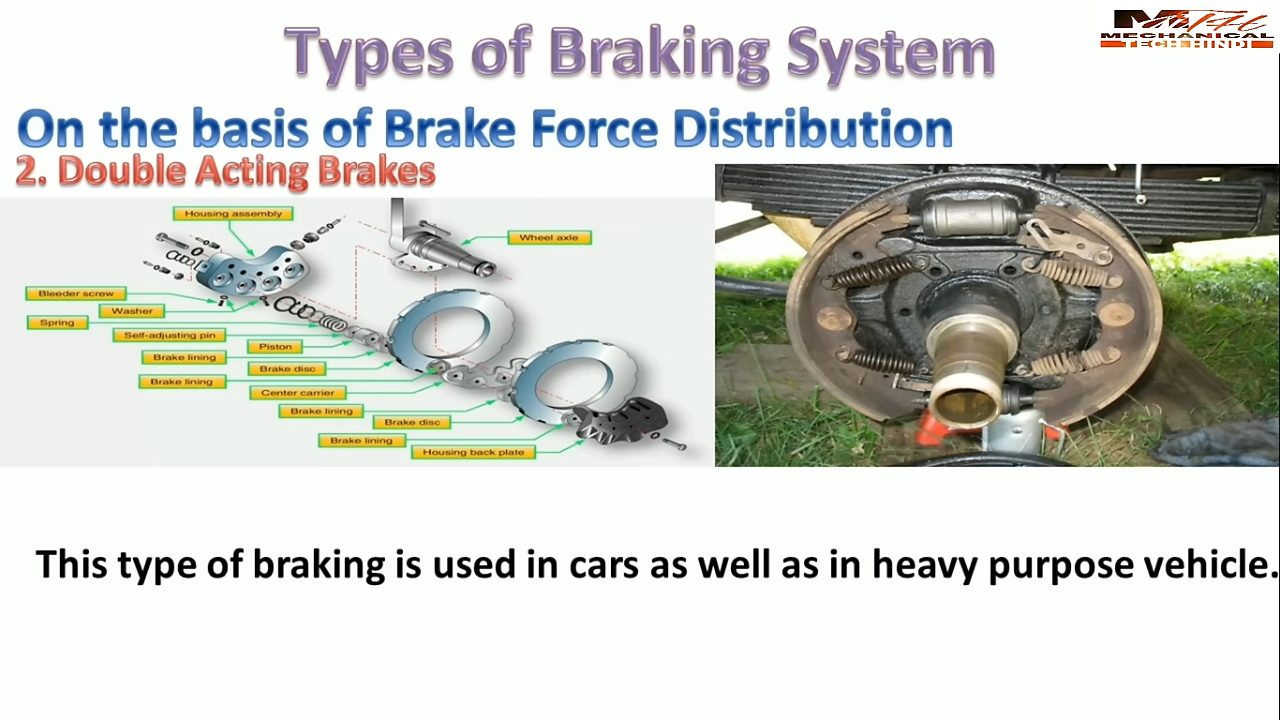 Types of Braking System
MECHANICAL
TECH HINDI
On the basis of Brake Force Distribution
2. Double Acting Brakes
Housing assembly
Wheel axle
Bleeder screw
Washer
Spring
Self-adjusting pin
Piston
Brake lining
Brake disc
Brake lining
Center carrier
Brake lining
Brake disc
Brake lining
Housing back plate
This type of braking is used in cars as well as in heavy purpose vehicle.